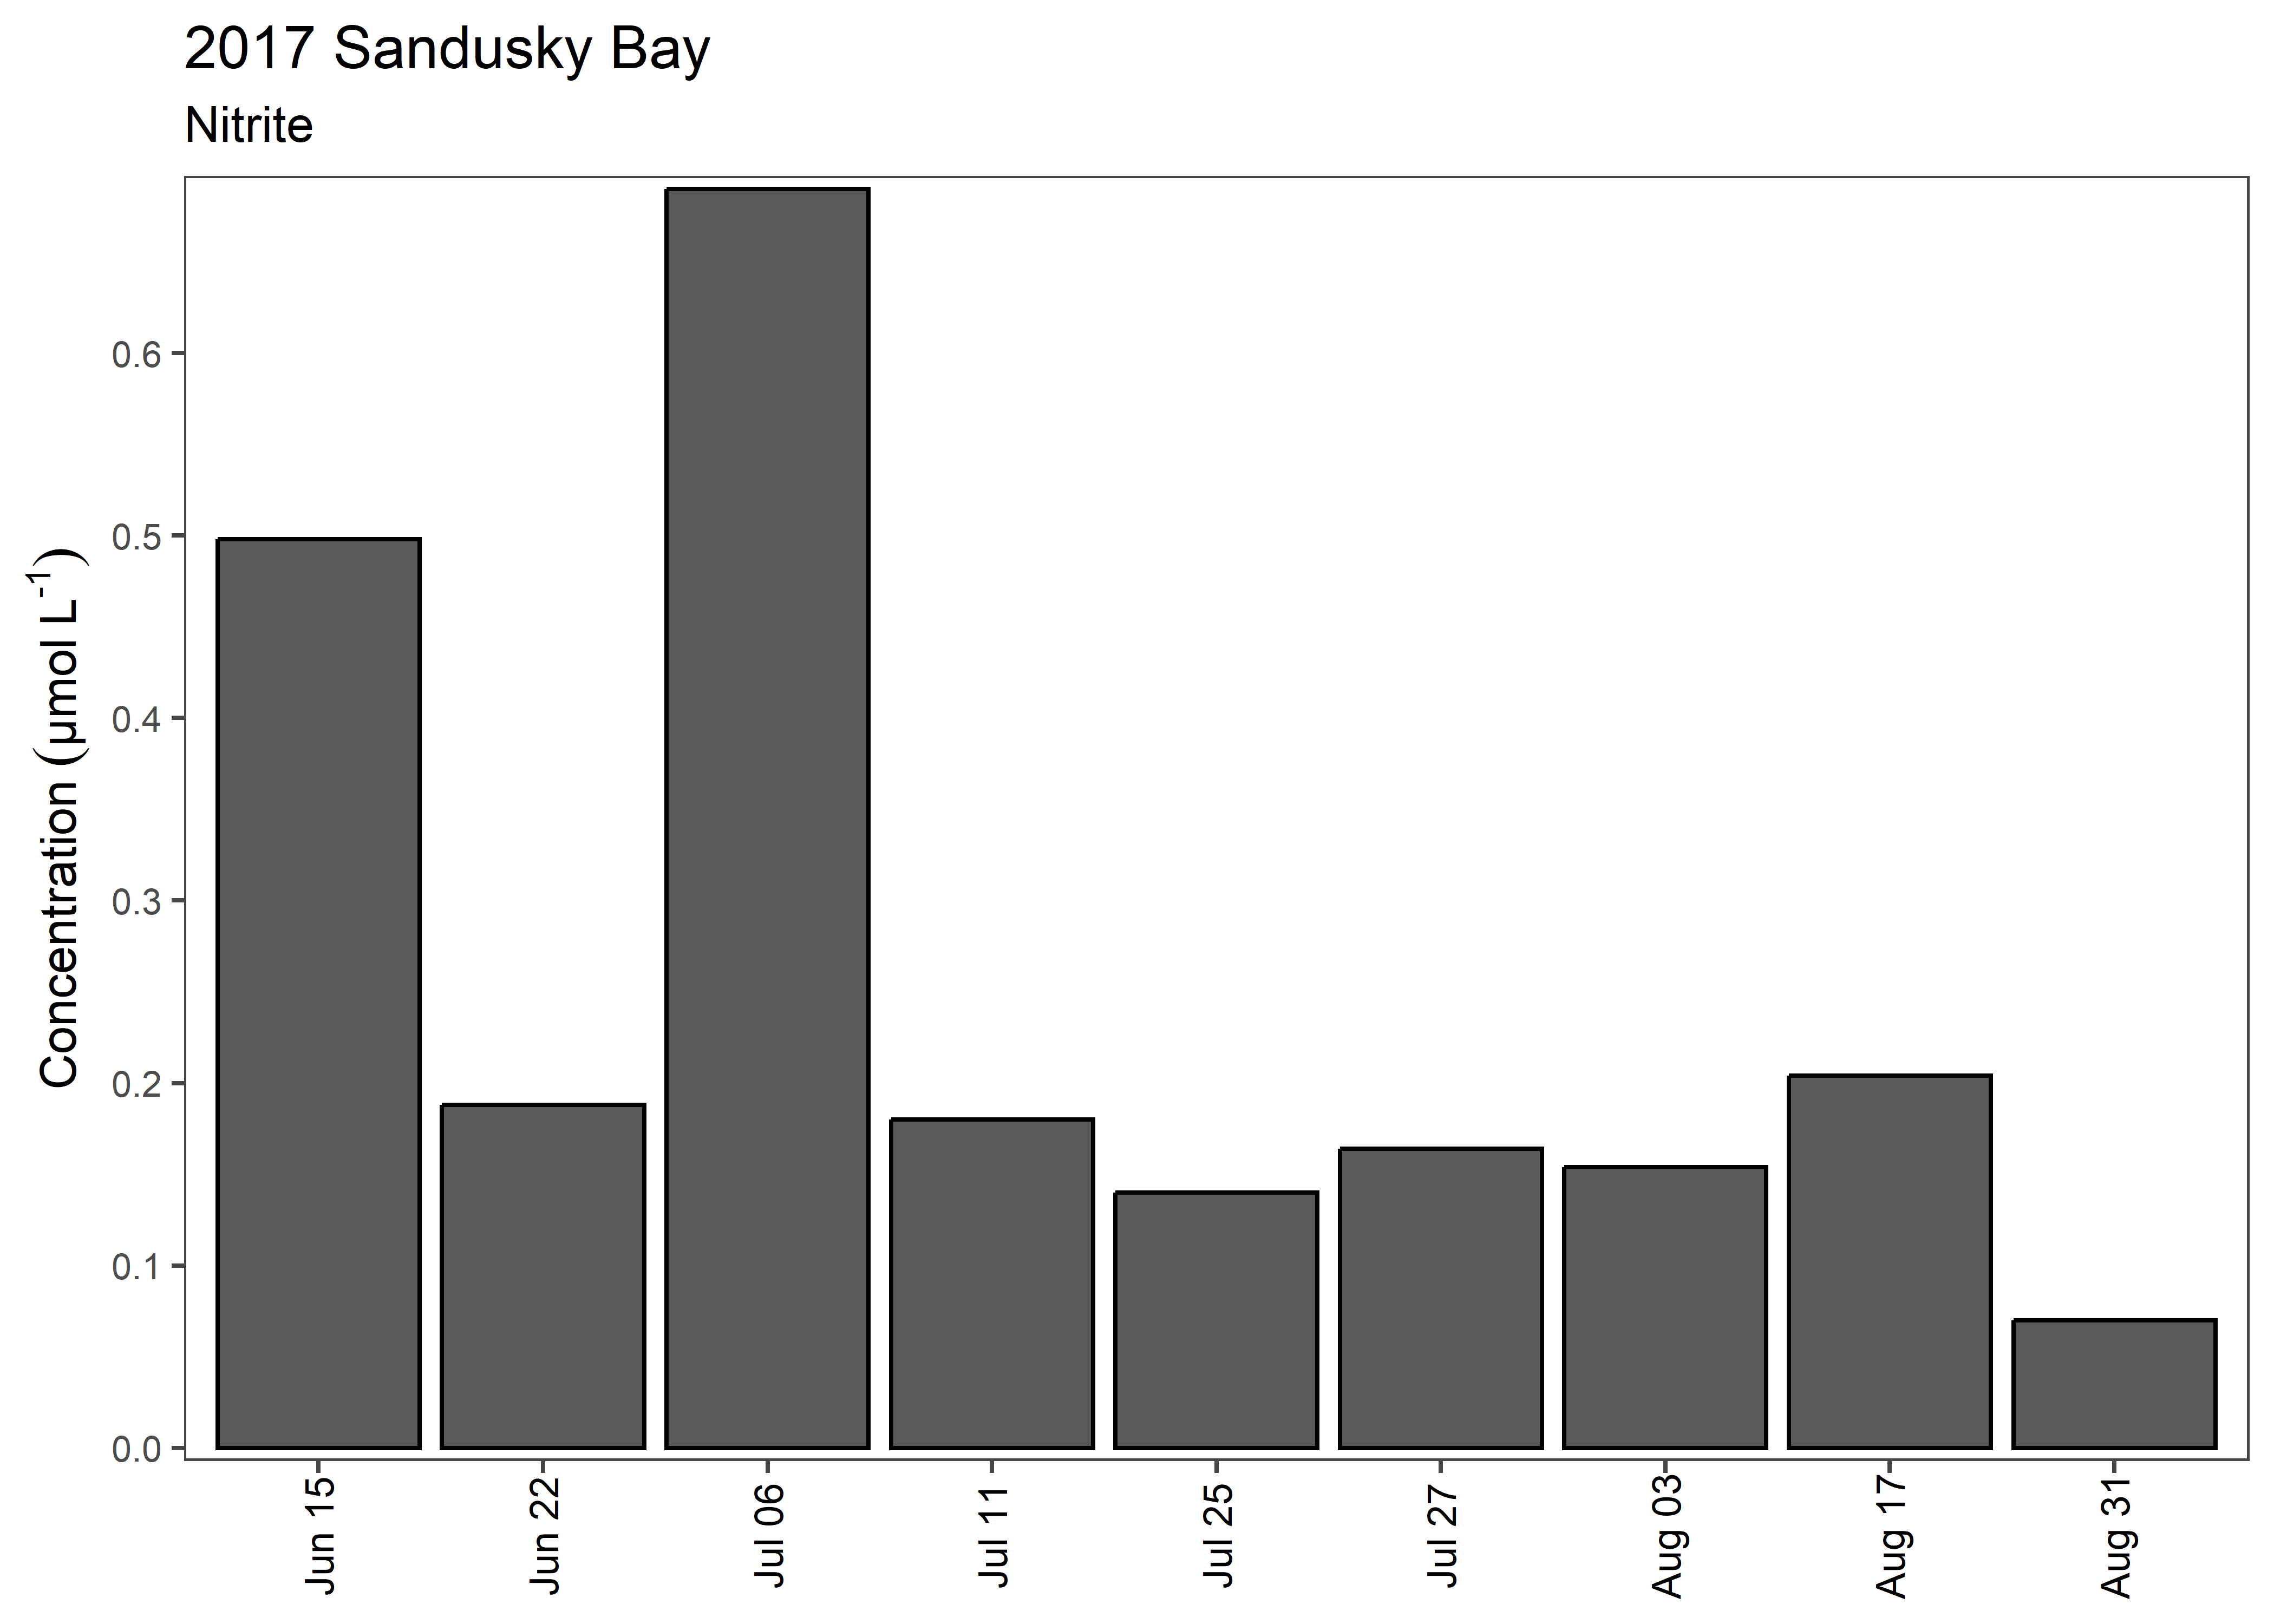 2017 Sandusky Bay
Nitrite
Concentration (µmol L⁻¹)
0.6
0.5
0.4
0.3
0.2
0.1
0.0
Jun 15
Jun 22
Jul 06
Jul 11
Jul 25
Jul 27
Aug 03
Aug 17
Aug 31